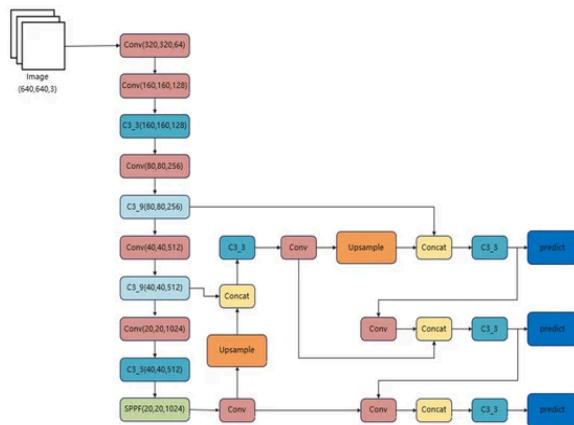 Image
(640,640,3)
Conv(320,320,64)
Conv(160,160,128)
C3_3(160,160,128)
Conv(80,80,256)
C3_9(80,80,256)
Conv(40,40,512)
C3_9(40,40,512)
Conv(20,20,1024)
C3_3(40,40,512)
SPPF(20,20,1024)
Conv
Upsample
Concat
C3_3
Conv
Upsample
Concat
C3_3
predict
Conv
Concat
C3_3
predict
Conv
Concat
C3_3
predict